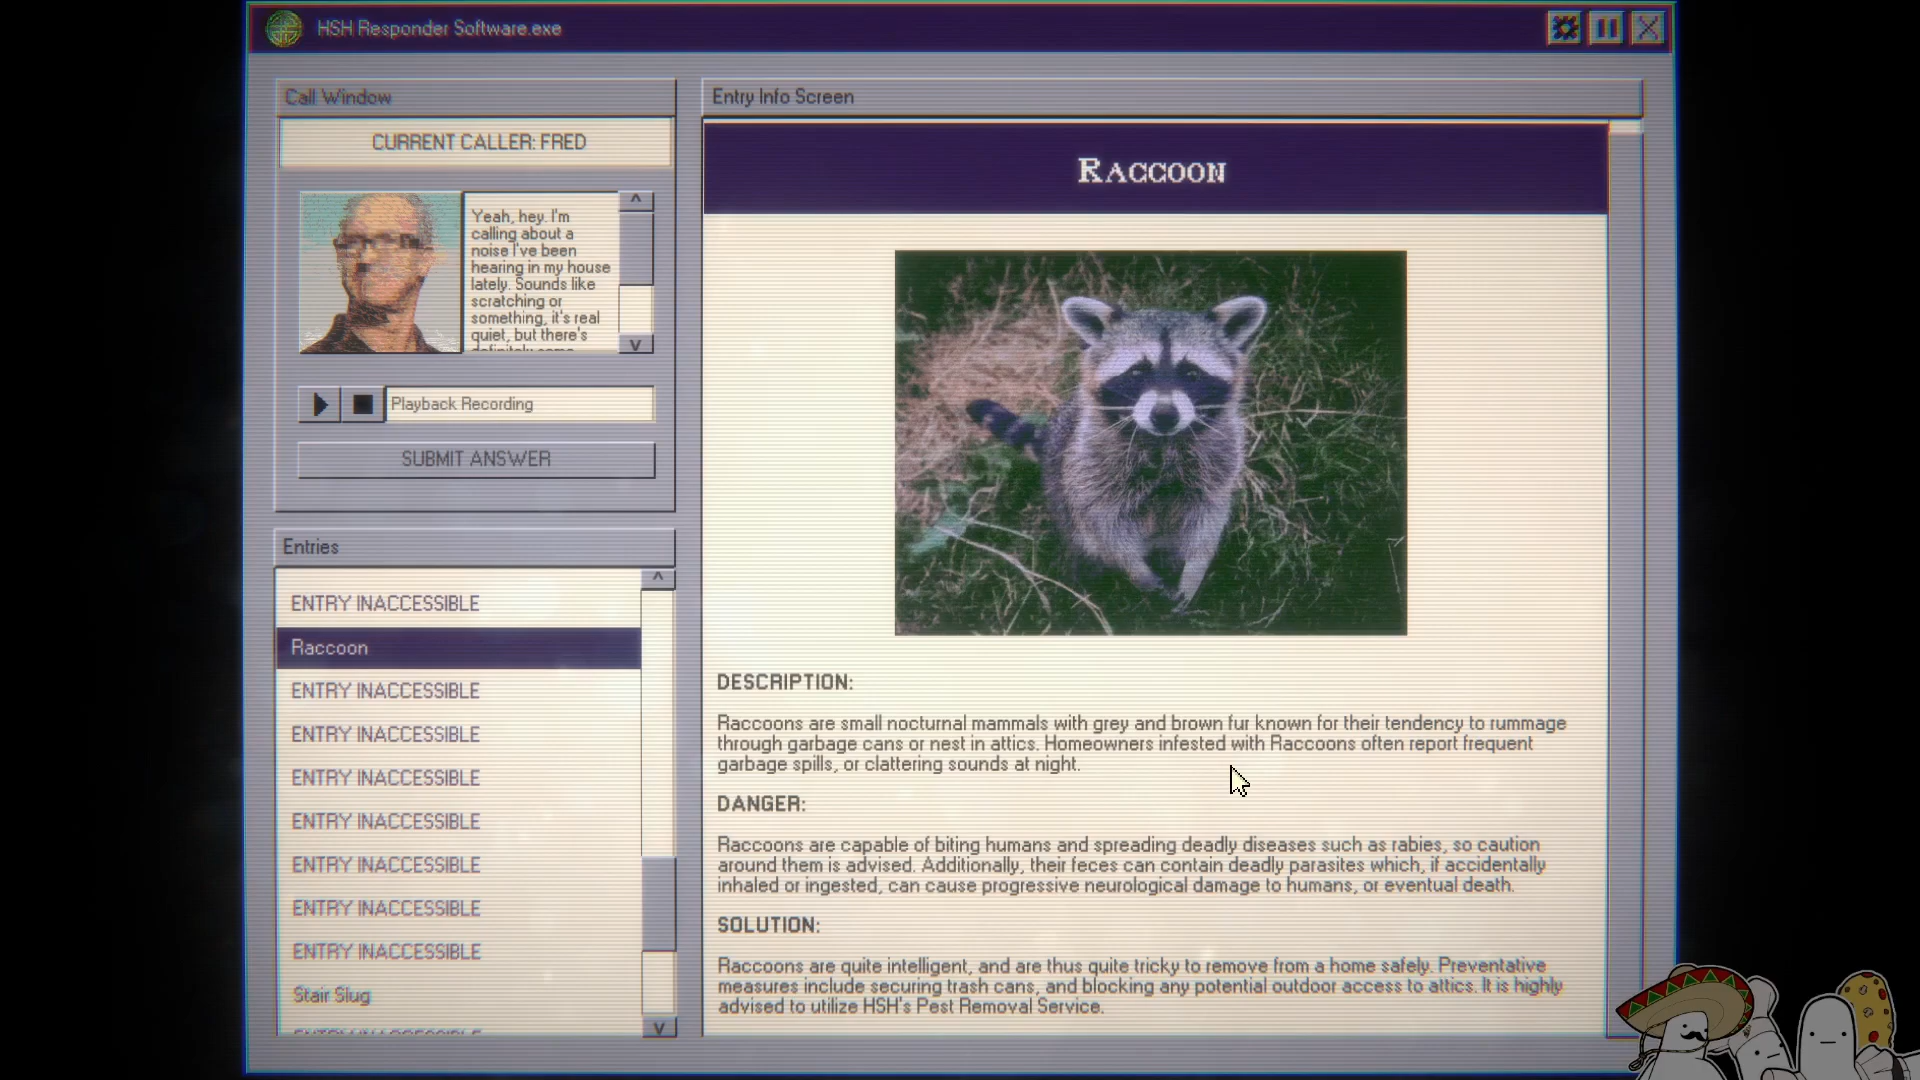 HSH Responder Software.exe
Call Window
CURRENT CALLER: FRED
Yeah, hey. I'm
calling about a
noise I've been
hearing in my house
lately. Sounds like
scratching or
something, it's real
quiet, but there's
definitely some
Playback Recording
SUBMIT ANSWER
Entries
ENTRY INACCESSIBLE
Raccoon
ENTRY INACCESSIBLE
ENTRY INACCESSIBLE
ENTRY INACCESSIBLE
ENTRY INACCESSIBLE
ENTRY INACCESSIBLE
ENTRY INACCESSIBLE
ENTRY INACCESSIBLE
Stair Slug
ENTRY INACCESSIBLE
Entry Info Screen
RACCOON
DESCRIPTION:
Raccoons are small nocturnal mammals with grey and brown fur known for their tendency to rummage
through garbage cans or nest in attics. Homeowners infested with Raccoons often report frequent
garbage spills, or clattering sounds at night.
DANGER:
Raccoons are capable of biting humans and spreading deadly diseases such as rabies, so caution
around them is advised. Additionally, their feces can contain deadly parasites which, if accidentally
inhaled or ingested, can cause progressive neurological damage to humans, or eventual death.
SOLUTION:
Raccoons are quite intelligent, and are thus quite tricky to remove from a home safely. Preventative
measures include securing trash cans, and blocking any potential outdoor access to attics. It is highly
advised to utilize HSH's Pest Removal Service.